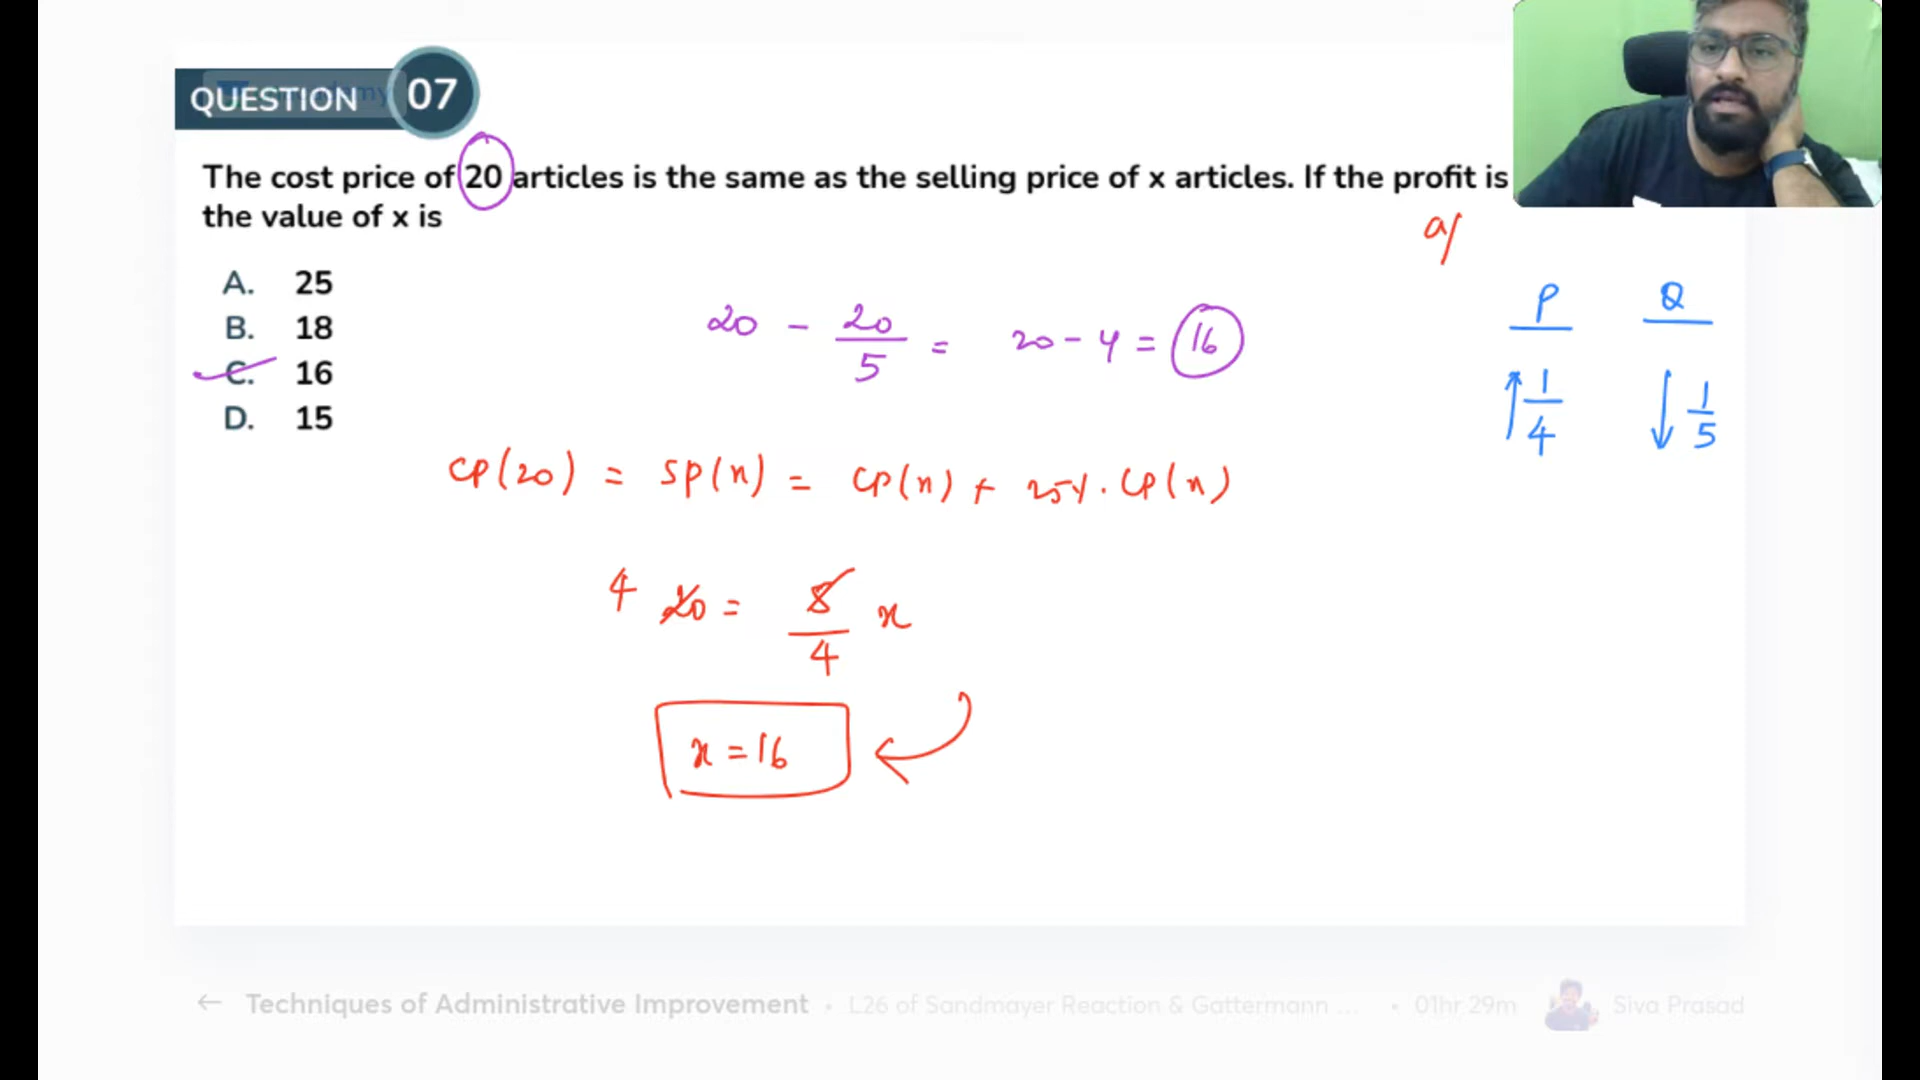 QUESTION 07
The cost price of 20 articles is the same as the selling price of x articles. If the profit is
the value of x is
A. 25
B. 18
C. 16
D. 15
20 - 20/5 = 20 - 4 = 16
P Q
↑ 1/4 ↓ 1/5
CP(20) = SP(x) = CP(x) + 25%. CP(x)
4 20 = 5/4 x
x = 16
← Techniques of Administrative Improvement • L26 of Sandmayer Reaction & Gattermann ... • 01hr 29m Siva Prasad